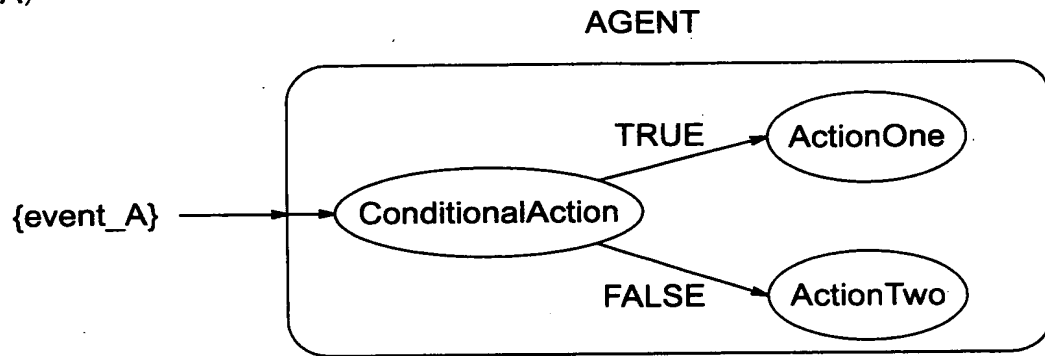 AGENT
TRUE
ActionOne
{event_A}
ConditionalAction
FALSE
ActionTwo